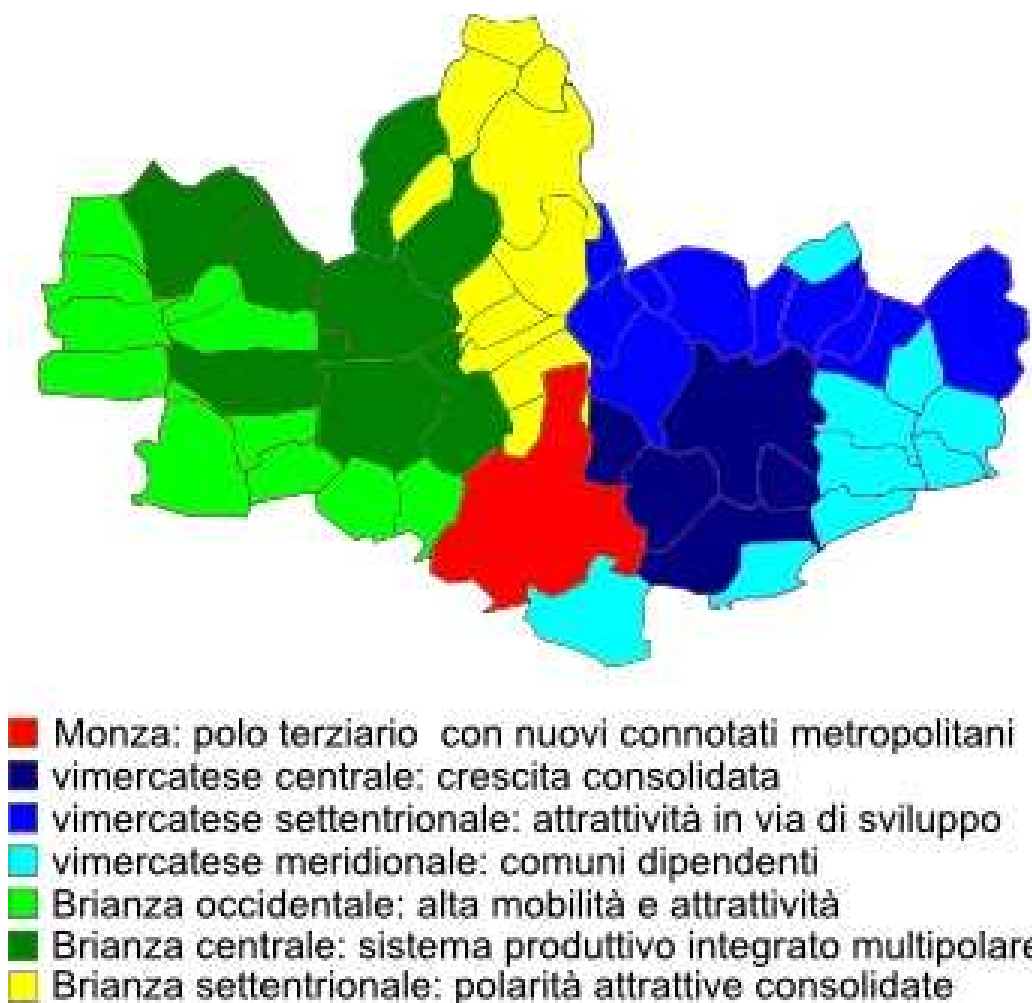 Monza: polo terziario con nuovi connotati metropolitani
vimercatese centrale: crescita consolidata
vimercatese settentrionale: attrattività in via di sviluppo
vimercatese meridionale: comuni dipendenti
Brianza occidentale: alta mobilità e attrattività
Brianza centrale: sistema produttivo integrato multipolare
Brianza settentrionale: polarità attrattive consolidate